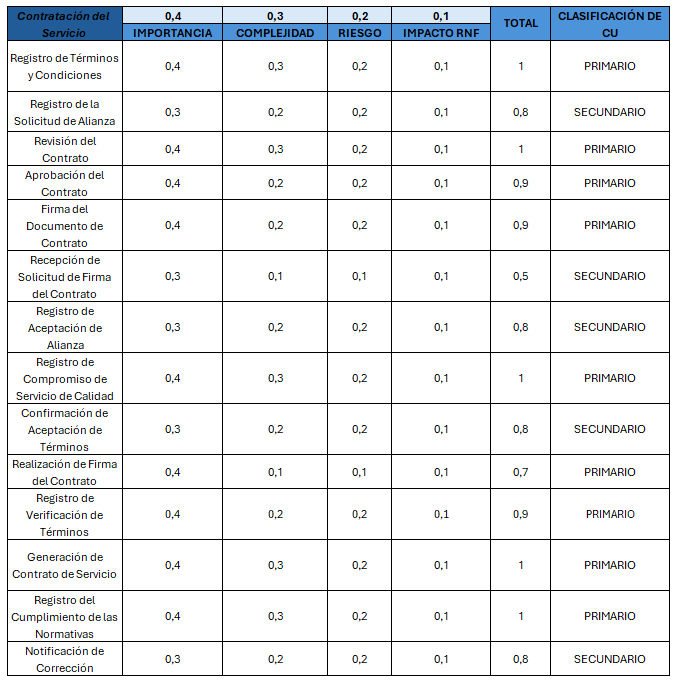 Contratación del Servicio 0,4 0,3 0,2 0,1 TOTAL CLASIFICACIÓN DE CU
IMPORTANCIA COMPLEJIDAD RIESGO IMPACTO RNF
Registro de Términos y Condiciones 0,4 0,3 0,2 0,1 1 PRIMARIO
Registro de la Solicitud de Alianza 0,3 0,2 0,2 0,1 0,8 SECUNDARIO
Revisión del Contrato 0,4 0,3 0,2 0,1 1 PRIMARIO
Aprobación del Contrato 0,4 0,2 0,2 0,1 0,9 PRIMARIO
Firma del Documento de Contrato 0,4 0,2 0,2 0,1 0,9 PRIMARIO
Recepción de Solicitud de Firma del Contrato 0,3 0,1 0,1 0,1 0,5 SECUNDARIO
Registro de Aceptación de Alianza 0,3 0,2 0,2 0,1 0,8 SECUNDARIO
Registro de Compromiso de Servicio de Calidad 0,4 0,3 0,2 0,1 1 PRIMARIO
Confirmación de Aceptación de Términos 0,3 0,2 0,2 0,1 0,8 SECUNDARIO
Realización de Firma del Contrato 0,4 0,1 0,1 0,1 0,7 PRIMARIO
Registro de Verificación de Términos 0,4 0,2 0,2 0,1 0,9 PRIMARIO
Generación de Contrato de Servicio 0,4 0,3 0,2 0,1 1 PRIMARIO
Registro del Cumplimiento de las Normativas 0,4 0,3 0,2 0,1 1 PRIMARIO
Notificación de Corrección 0,3 0,2 0,2 0,1 0,8 SECUNDARIO